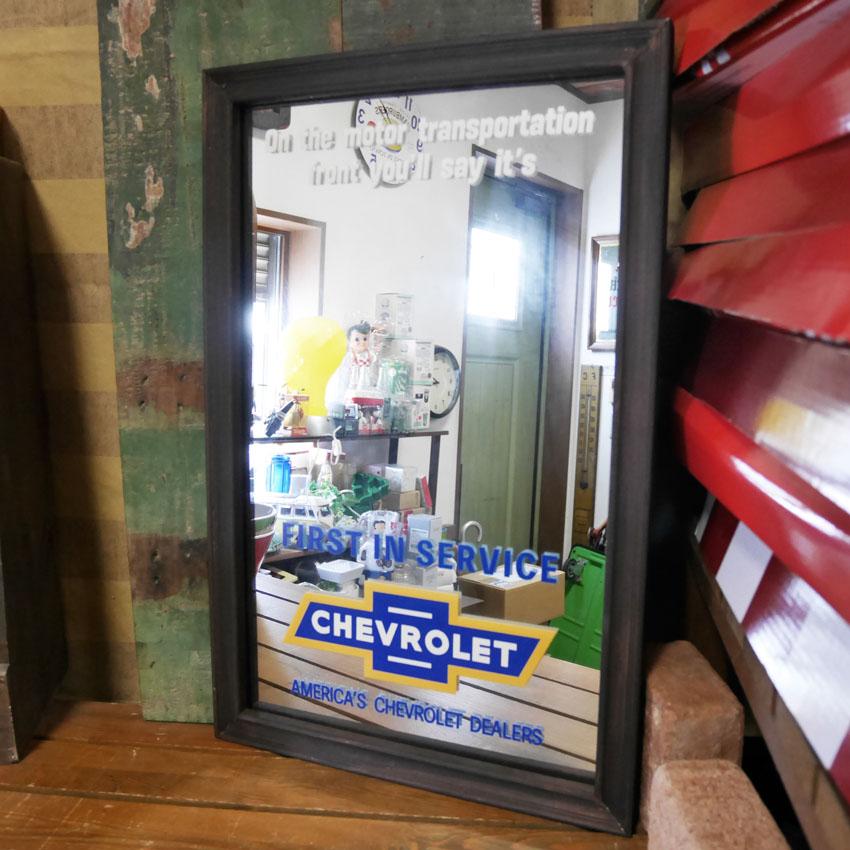 On the motor transportation
front you'll say it's
FIRST IN SERVICE
CHEVROLET
AMERICA'S CHEVROLET DEALERS